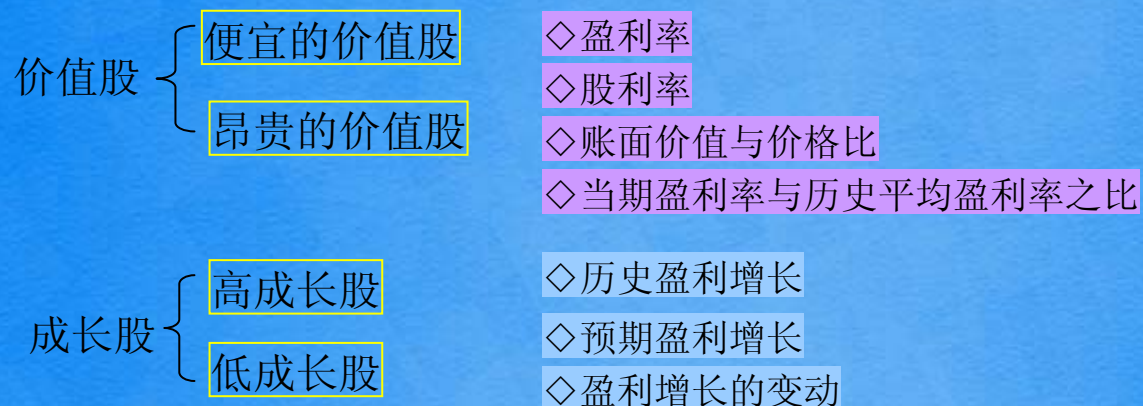 价值股
便宜的价值股
昂贵的价值股
◇盈利率
◇股利率
◇账面价值与价格比
◇当期盈利率与历史平均盈利率之比
成长股
高成长股
低成长股
◇历史盈利增长
◇预期盈利增长
◇盈利增长的变动